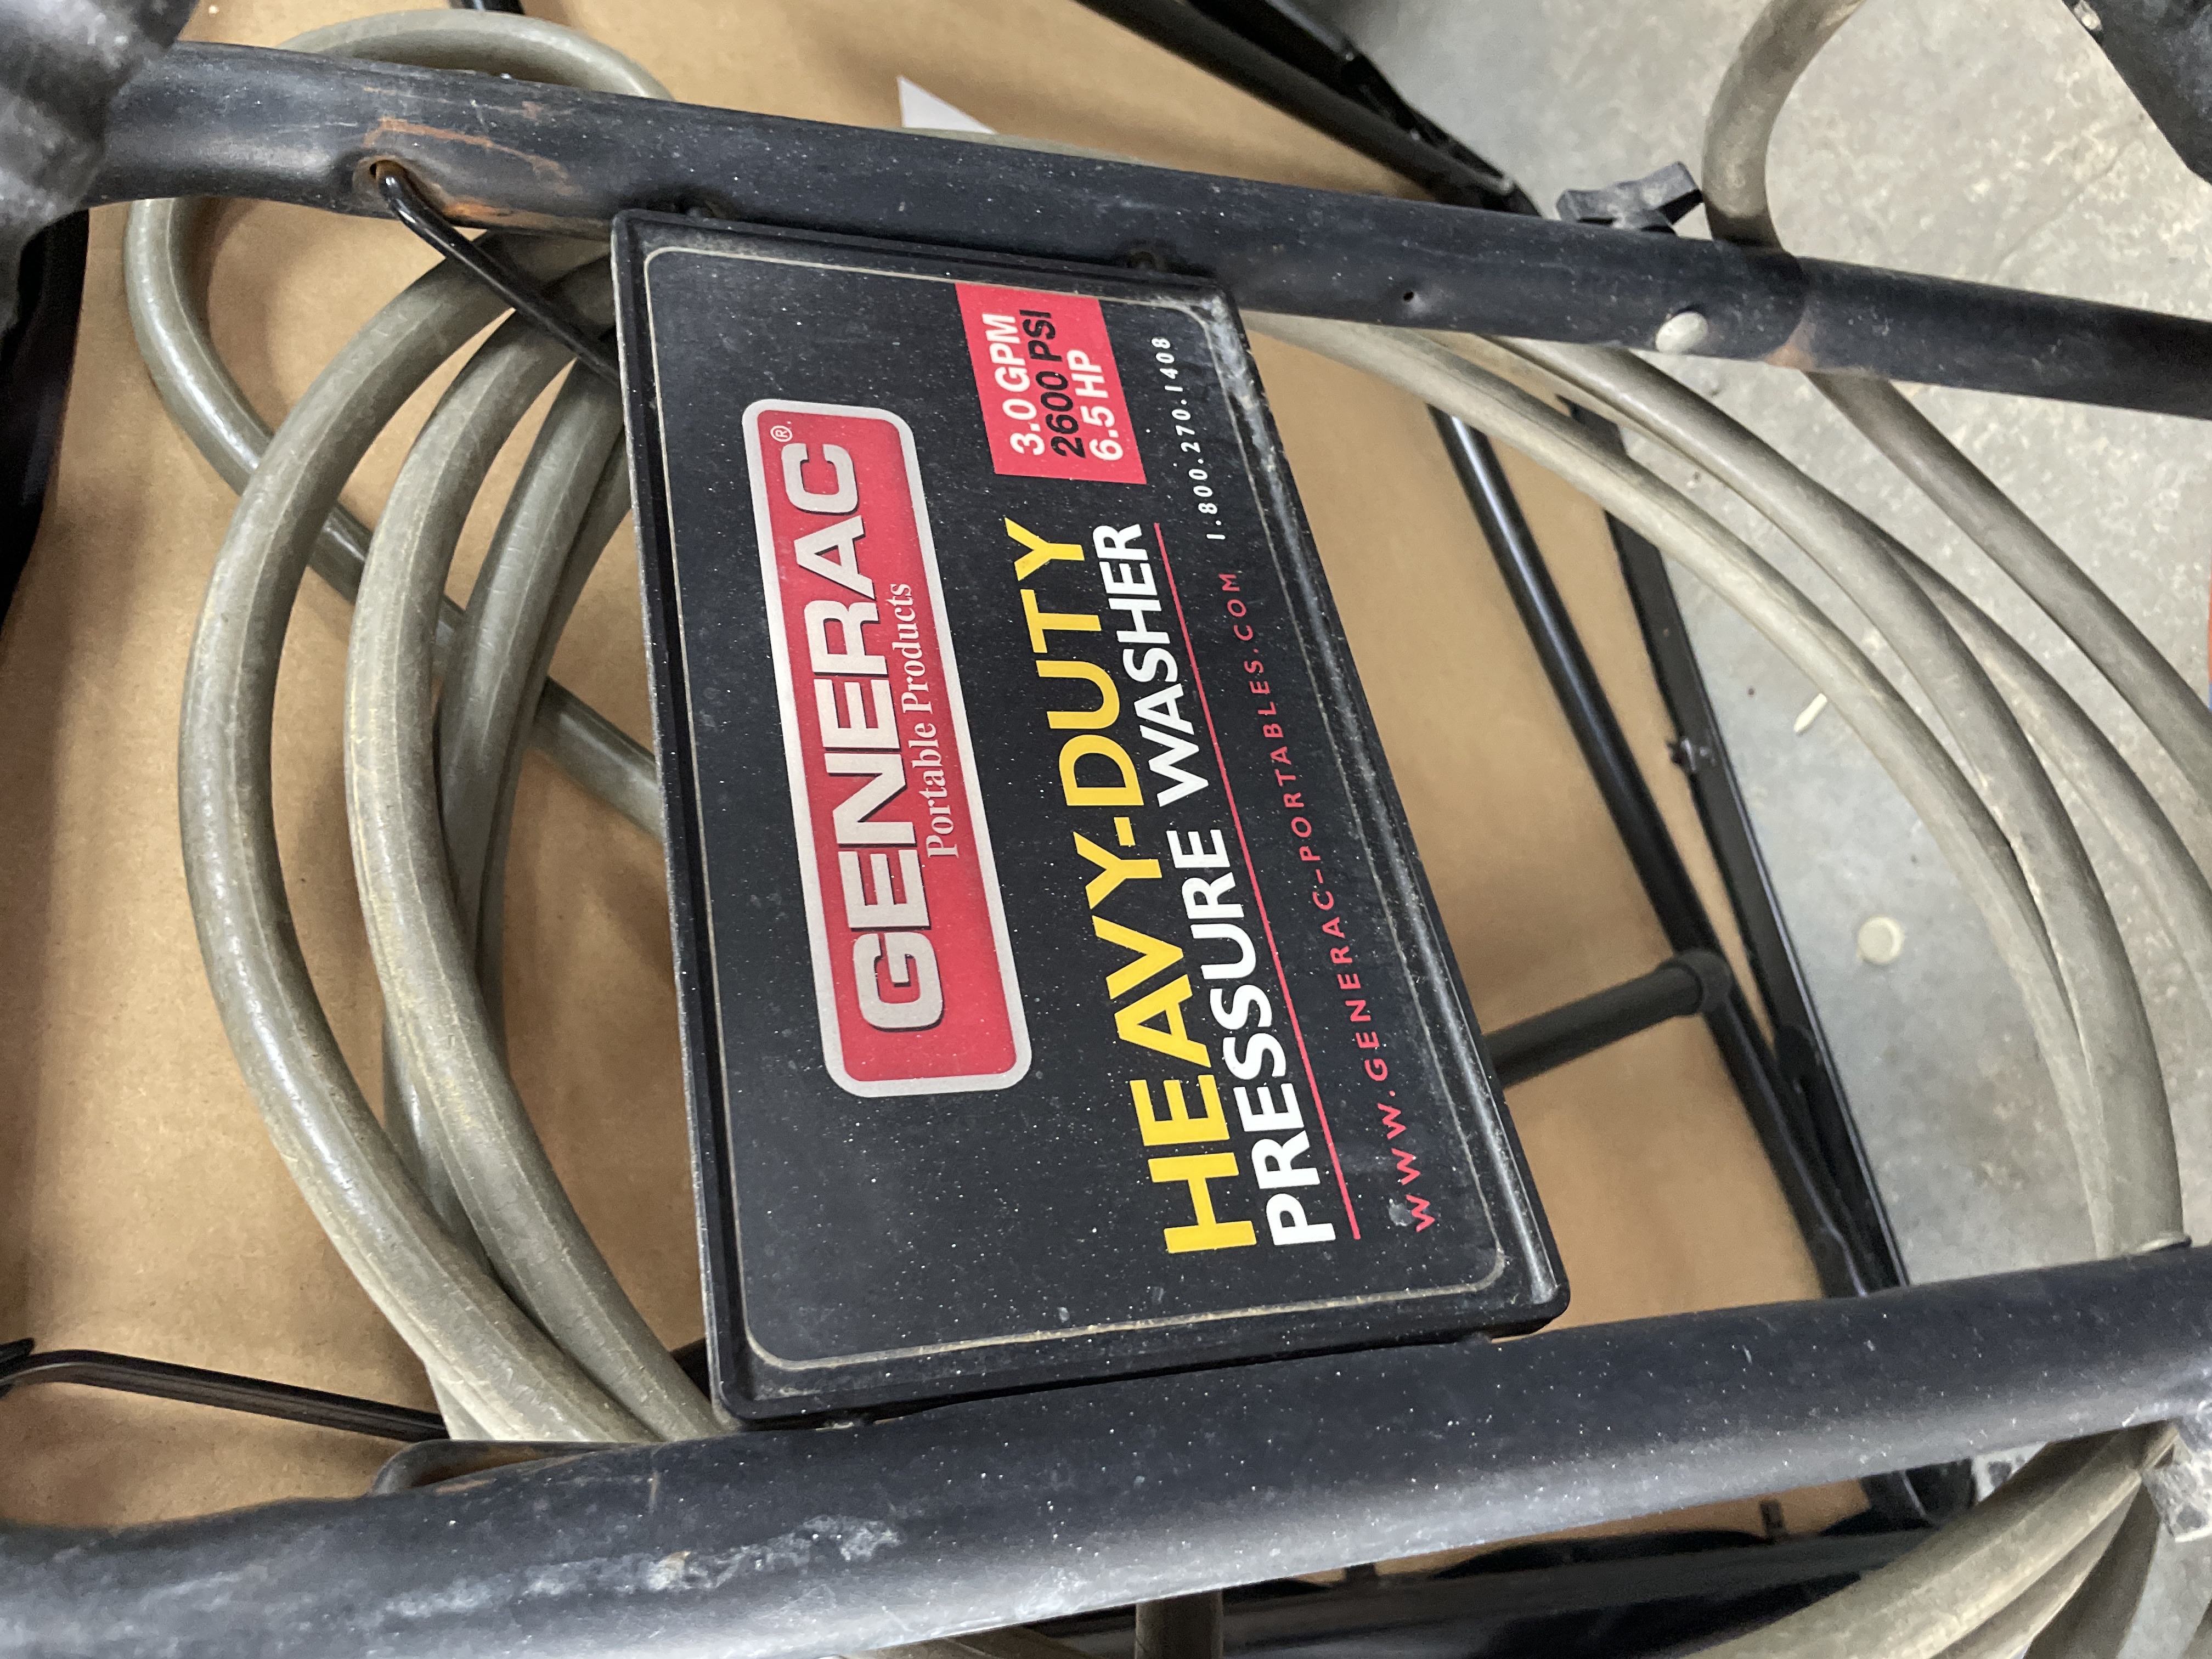 GENERAC®
Portable Products
3.0 GPM
2600 PSI
6.5 HP
HEAVY-DUTY
PRESSURE WASHER
WWW.GENERAC-PORTABLES.COM 1.800.270.1408